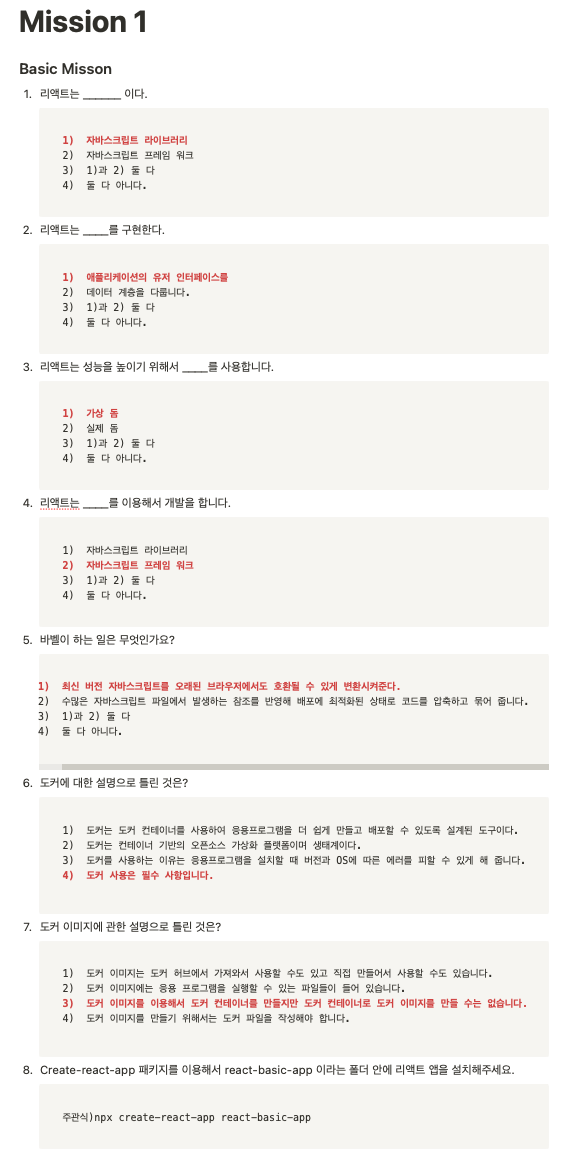 Mission 1
Basic Misson
1. 리액트는 ______ 이다.
1) 자바스크립트 라이브러리
2) 자바스크립트 프레임 워크
3) 1)과 2) 둘 다
4) 둘 다 아니다.
2. 리액트는 ____를 구현한다.
1) 애플리케이션의 유저 인터페이스를
2) 데이터 계층을 다룹니다.
3) 1)과 2) 둘 다
4) 둘 다 아니다.
3. 리액트는 성능을 높이기 위해서 ____를 사용합니다.
1) 가상 돔
2) 실제 돔
3) 1)과 2) 둘 다
4) 둘 다 아니다.
4. 리액트는 ____를 이용해서 개발을 합니다.
1) 자바스크립트 라이브러리
2) 자바스크립트 프레임 워크
3) 1)과 2) 둘 다
4) 둘 다 아니다.
5. 바벨이 하는 일은 무엇인가요?
1) 최신 버전 자바스크립트를 오래된 브라우저에서도 호환될 수 있게 변환시켜준다.
2) 수많은 자바스크립트 파일에서 발생하는 참조를 반영해 배포에 최적화된 상태로 코드를 압축하고 묶어 줍니다.
3) 1)과 2) 둘 다
4) 둘 다 아니다.
6. 도커에 대한 설명으로 틀린 것은?
1) 도커는 도커 컨테이너를 사용하여 응용프로그램을 더 쉽게 만들고 배포할 수 있도록 설계된 도구이다.
2) 도커는 컨테이너 기반의 오픈소스 가상화 플랫폼이며 생태계이다.
3) 도커를 사용하는 이유는 응용프로그램을 설치할 때 버전과 OS에 따른 에러를 피할 수 있게 해 줍니다.
4) 도커 사용은 필수 사항입니다.
7. 도커 이미지에 관한 설명으로 틀린 것은?
1) 도커 이미지는 도커 허브에서 가져와서 사용할 수도 있고 직접 만들어서 사용할 수도 있습니다.
2) 도커 이미지에는 응용 프로그램을 실행할 수 있는 파일들이 들어 있습니다.
3) 도커 이미지를 이용해서 도커 컨테이너를 만들지만 도커 컨테이너로 도커 이미지를 만들 수는 없습니다.
4) 도커 이미지를 만들기 위해서는 도커 파일을 작성해야 합니다.
8. Create-react-app 패키지를 이용해서 react-basic-app 이라는 폴더 안에 리액트 앱을 설치해주세요.
주관식)npx create-react-app react-basic-app